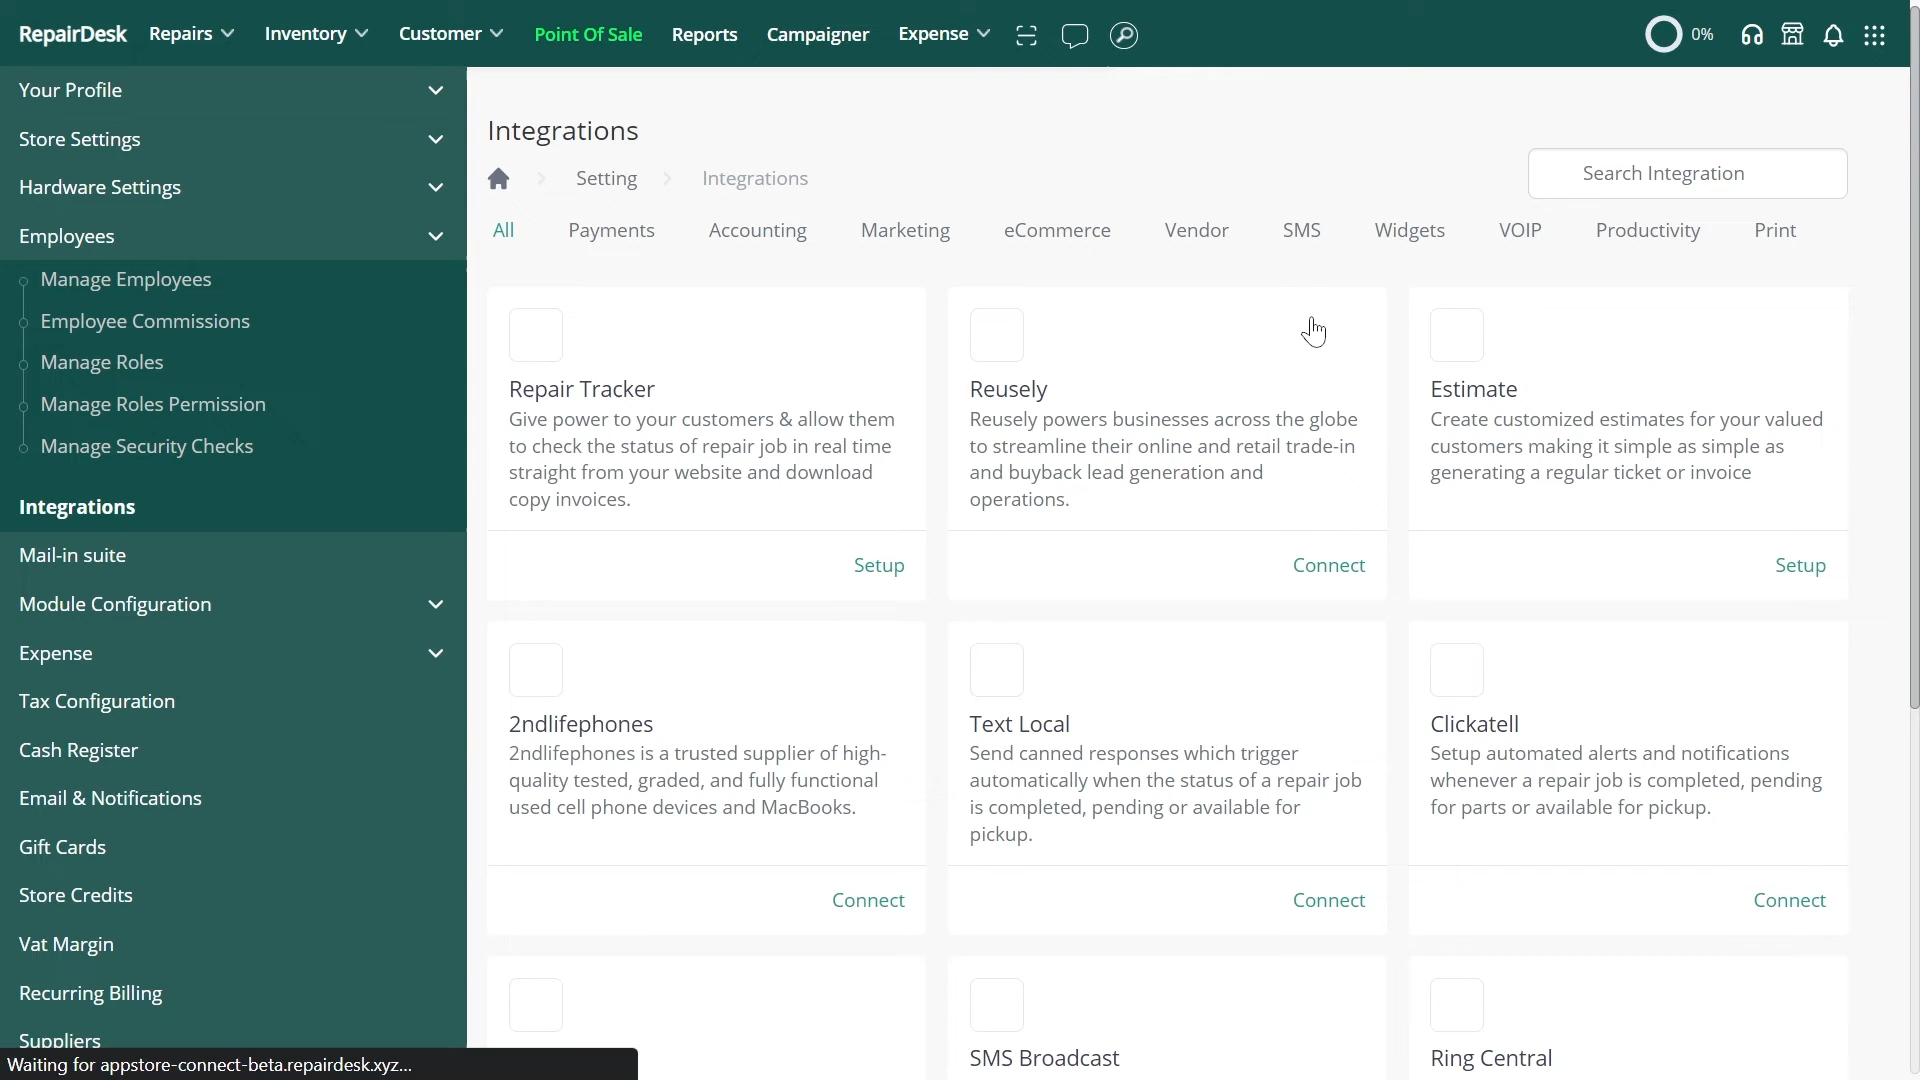 RepairDesk Repairs Inventory Customer Point Of Sale Reports Campaigner Expense 0%
Your Profile
Store Settings
Hardware Settings
Employees
Manage Employees
Employee Commissions
Manage Roles
Manage Roles Permission
Manage Security Checks
Integrations
Mail-in suite
Module Configuration
Expense
Tax Configuration
Cash Register
Email & Notifications
Gift Cards
Store Credits
Vat Margin
Recurring Billing
Suppliers
Waiting for appstore-connect-beta.repairdesk.xyz...
Integrations
Setting Integrations
Search Integration
All Payments Accounting Marketing eCommerce Vendor SMS Widgets VOIP Productivity Print
Repair Tracker
Give power to your customers & allow them
to check the status of repair job in real time
straight from your website and download
copy invoices.
Setup
Reusely
Reusely powers businesses across the globe
to streamline their online and retail trade-in
and buyback lead generation and
operations.
Connect
Estimate
Create customized estimates for your valued
customers making it simple as simple as
generating a regular ticket or invoice
Setup
2ndlifephones
2ndlifephones is a trusted supplier of high-
quality tested, graded, and fully functional
used cell phone devices and MacBooks.
Connect
Text Local
Send canned responses which trigger
automatically when the status of a repair job
is completed, pending or available for
pickup.
Connect
Clickatell
Setup automated alerts and notifications
whenever a repair job is completed, pending
for parts or available for pickup.
Connect
SMS Broadcast
Ring Central